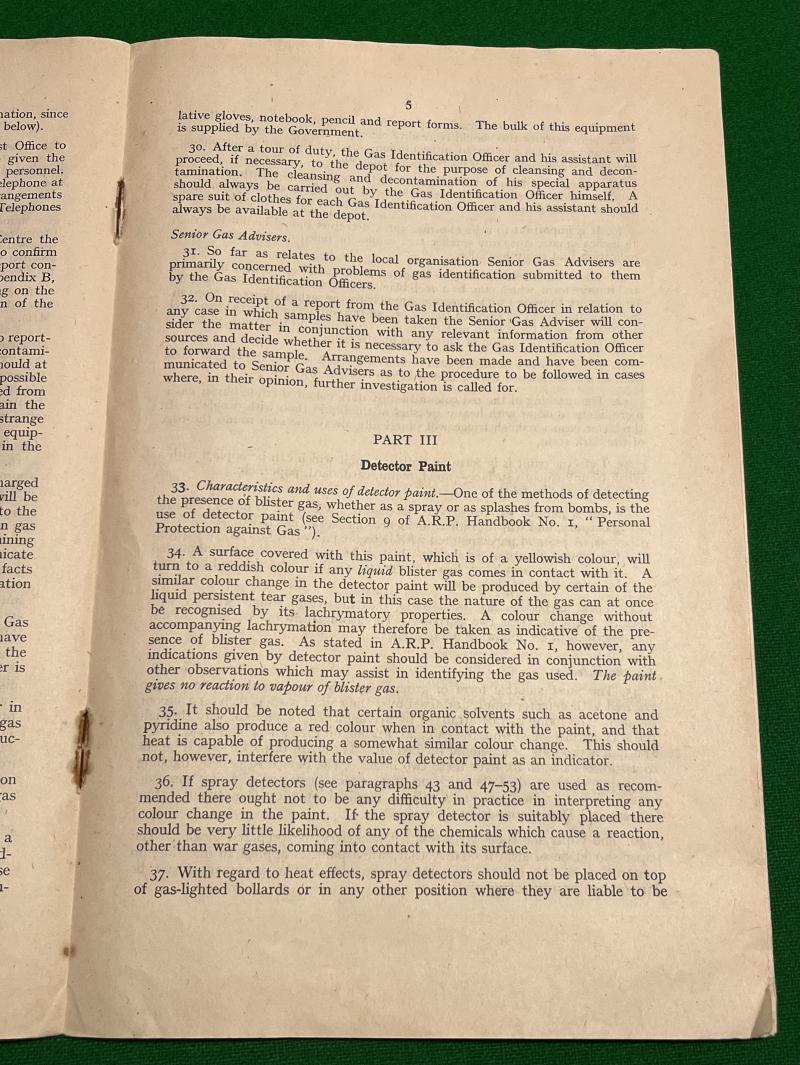 ation, since
below).
st Office to
given the
personnel.
elephone at
angements
Telephones
Centre the
o confirm
port con-
pendix B,
ng on the
n of the
o report-
contami-
hould at
possible
ed from
ain the
strange
equip-
in the
harged
will be
to the
n gas
ining
icate
facts
ation
Gas
have
the
er is
r in
gas
uc-
on
as
a
d-
se
5
lative gloves, notebook, pencil and report forms. The bulk of this equipment
is supplied by the Government.
30. After a tour of duty, the Gas Identification Officer and his assistant will
proceed, if necessary, to the depot for the purpose of cleansing and decon-
tamination. The cleansing and decontamination of his special apparatus
should always be carried out by the Gas Identification Officer himself. A
spare suit of clothes for each Gas Identification Officer and his assistant should
always be available at the depot.
Senior Gas Advisers.
31. So far as relates to the local organisation Senior Gas Advisers are
primarily concerned with problems of gas identification submitted to them
by the Gas Identification Officers.
32. On receipt of a report from the Gas Identification Officer in relation to
any case in which samples have been taken the Senior Gas Adviser will con-
sider the matter in conjunction with any relevant information from other
sources and decide whether it is necessary to ask the Gas Identification Officer
to forward the sample. Arrangements have been made and have been com-
municated to Senior Gas Advisers as to the procedure to be followed in cases
where, in their opinion, further investigation is called for.
PART III
Detector Paint
33. Characteristics and uses of detector paint.—One of the methods of detecting
the presence of blister gas, whether as a spray or as splashes from bombs, is the
use of detector paint (see Section 9 of A.R.P. Handbook No. 1, “ Personal
Protection against Gas ”).
34. A surface covered with this paint, which is of a yellowish colour, will
turn to a reddish colour if any liquid blister gas comes in contact with it. A
similar colour change in the detector paint will be produced by certain of the
liquid persistent tear gases, but in this case the nature of the gas can at once
be recognised by its lachrymatory properties. A colour change without
accompanying lachrymation may therefore be taken as indicative of the pre-
sence of blister gas. As stated in A.R.P. Handbook No. 1, however, any
indications given by detector paint should be considered in conjunction with
other observations which may assist in identifying the gas used. The paint
gives no reaction to vapour of blister gas.
35. It should be noted that certain organic solvents such as acetone and
pyridine also produce a red colour when in contact with the paint, and that
heat is capable of producing a somewhat similar colour change. This should
not, however, interfere with the value of detector paint as an indicator.
36. If spray detectors (see paragraphs 43 and 47–53) are used as recom-
mended there ought not to be any difficulty in practice in interpreting any
colour change in the paint. If the spray detector is suitably placed there
should be very little likelihood of any of the chemicals which cause a reaction,
other than war gases, coming into contact with its surface.
37. With regard to heat effects, spray detectors should not be placed on top
of gas-lighted bollards or in any other position where they are liable to be